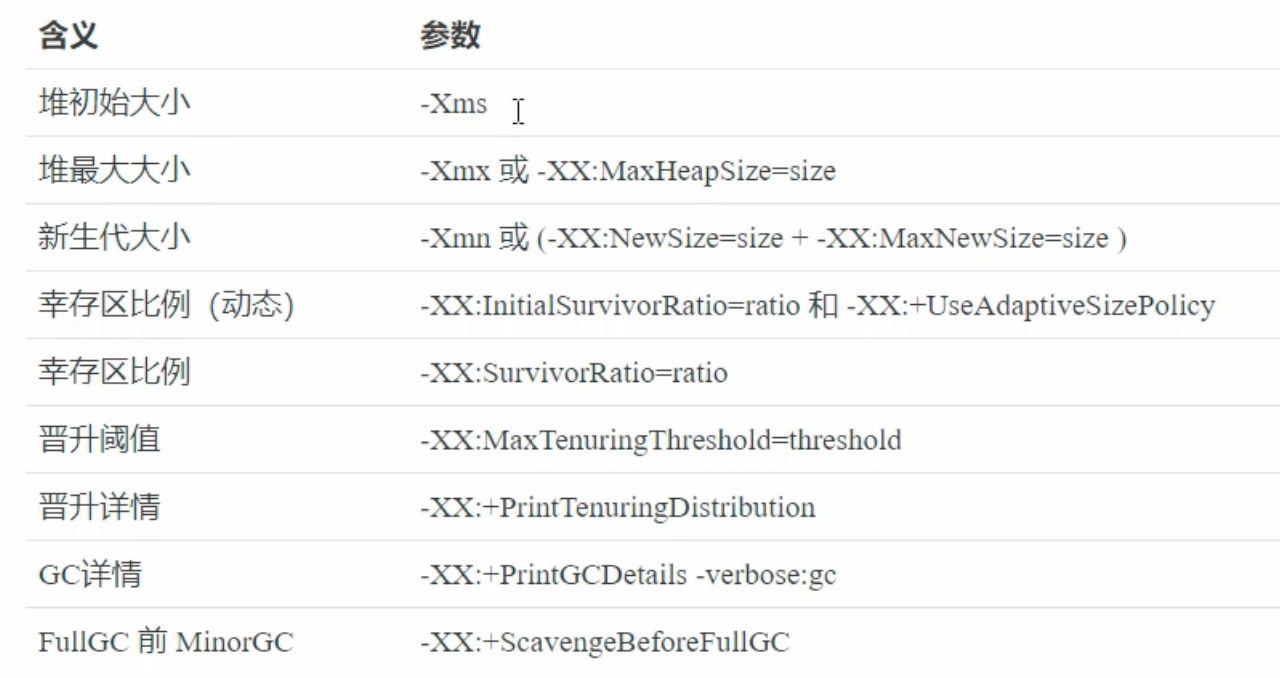 含义 参数
堆初始大小 -Xms
堆最大大小 -Xmx 或 -XX:MaxHeapSize=size
新生代大小 -Xmn 或 (-XX:NewSize=size + -XX:MaxNewSize=size )
幸存区比例（动态） -XX:InitialSurvivorRatio=ratio 和 -XX:+UseAdaptiveSizePolicy
幸存区比例 -XX:SurvivorRatio=ratio
晋升阈值 -XX:MaxTenuringThreshold=threshold
晋升详情 -XX:+PrintTenuringDistribution
GC详情 -XX:+PrintGCDetails -verbose:gc
FullGC 前 MinorGC -XX:+ScavengeBeforeFullGC